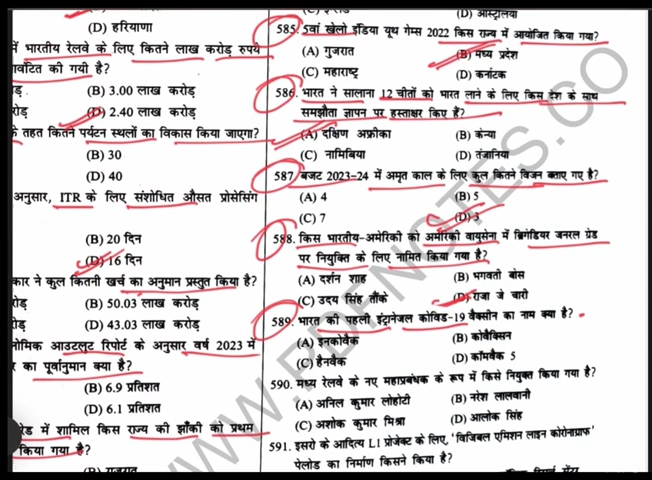 (D) हरियाणा
में भारतीय रेलवे के लिए कितने लाख करोड़ रुपये
की गयी है?
(B) 3.00 लाख करोड़
(D) 2.40 लाख करोड़
तहत कितने पर्यटन स्थलों का विकास किया जाएगा?
(B) 30
(D) 40
अनुसार, ITR के लिए संशोधित औसत प्रोसेसिंग
(B) 20 दिन
(D) 16 दिन
ने कुल कितनी खर्च का अनुमान प्रस्तुत किया है?
(B) 50.03 लाख करोड़
(D) 43.03 लाख करोड़
आउटलुट रिपोर्ट के अनुसार वर्ष 2023 में
का पूर्वानुमान क्या है?
(B) 6.9 प्रतिशत
(D) 6.1 प्रतिशत
में शामिल किस राज्य की झाँकी को प्रथम
किया गया है?
(B) गुजरात
(D) आस्ट्रेलिया
585. 5वां खेलो इंडिया यूथ गेम्स 2022 किस राज्य में आयोजित किया गया?
(A) गुजरात (B) मध्य प्रदेश
(C) महाराष्ट्र (D) कर्नाटक
586. भारत ने सालाना 12 चीतों को भारत लाने के लिए किस देश के साथ
समझौता ज्ञापन पर हस्ताक्षर किए हैं?
(A) दक्षिण अफ्रीका (B) केन्या
(C) नामिबिया (D) तंजानिया
587. बजट 2023-24 में अमृत काल के लिए कुल कितने विजन बताए गए है?
(A) 4 (B) 5
(C) 7 (D) 3
588. किस भारतीय-अमेरिकी को अमेरिकी वायुसेना में ब्रिगेडियर जनरल ग्रेड
पर नियुक्ति के लिए नामित किया गया है?
(A) दर्शन शाह (B) भगवती बोस
(C) उदय सिंह तौंके (D) राजा जे चारी
589. भारत की पहली इंट्रानेजल कोविड-19 वैक्सीन का नाम क्या है?
(A) इनकोवैक (B) कोवैक्सिन
(C) हैनवैक (D) कॉमवैक 5
590. मध्य रेलवे के नए महाप्रबंधक के रूप में किसे नियुक्त किया गया है?
(A) अनिल कुमार लोहोटी (B) नरेश लालवानी
(C) अशोक कुमार मिश्रा (D) आलोक सिंह
591. इसरो के आदित्य L1 प्रोजेक्ट के लिए, 'विजिबल एमिशन लाइन कोरोनाग्राफ'
पेलोड का निर्माण किसने किया है?
WWW.PDFNOTES.CO